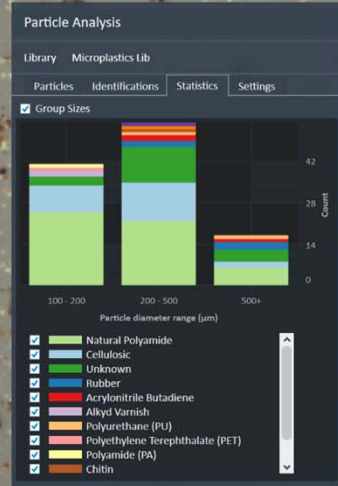 Particle Analysis
Library Microplastics Lib
Particles Identifications Statistics Settings
Group Sizes
42
28
14
0
Count
100 - 200 200 - 500 500+
Particle diameter range (µm)
Natural Polyamide
Cellulosic
Unknown
Rubber
Acrylonitrile Butadiene
Alkyd Varnish
Polyurethane (PU)
Polyethylene Terephthalate (PET)
Polyamide (PA)
Chitin